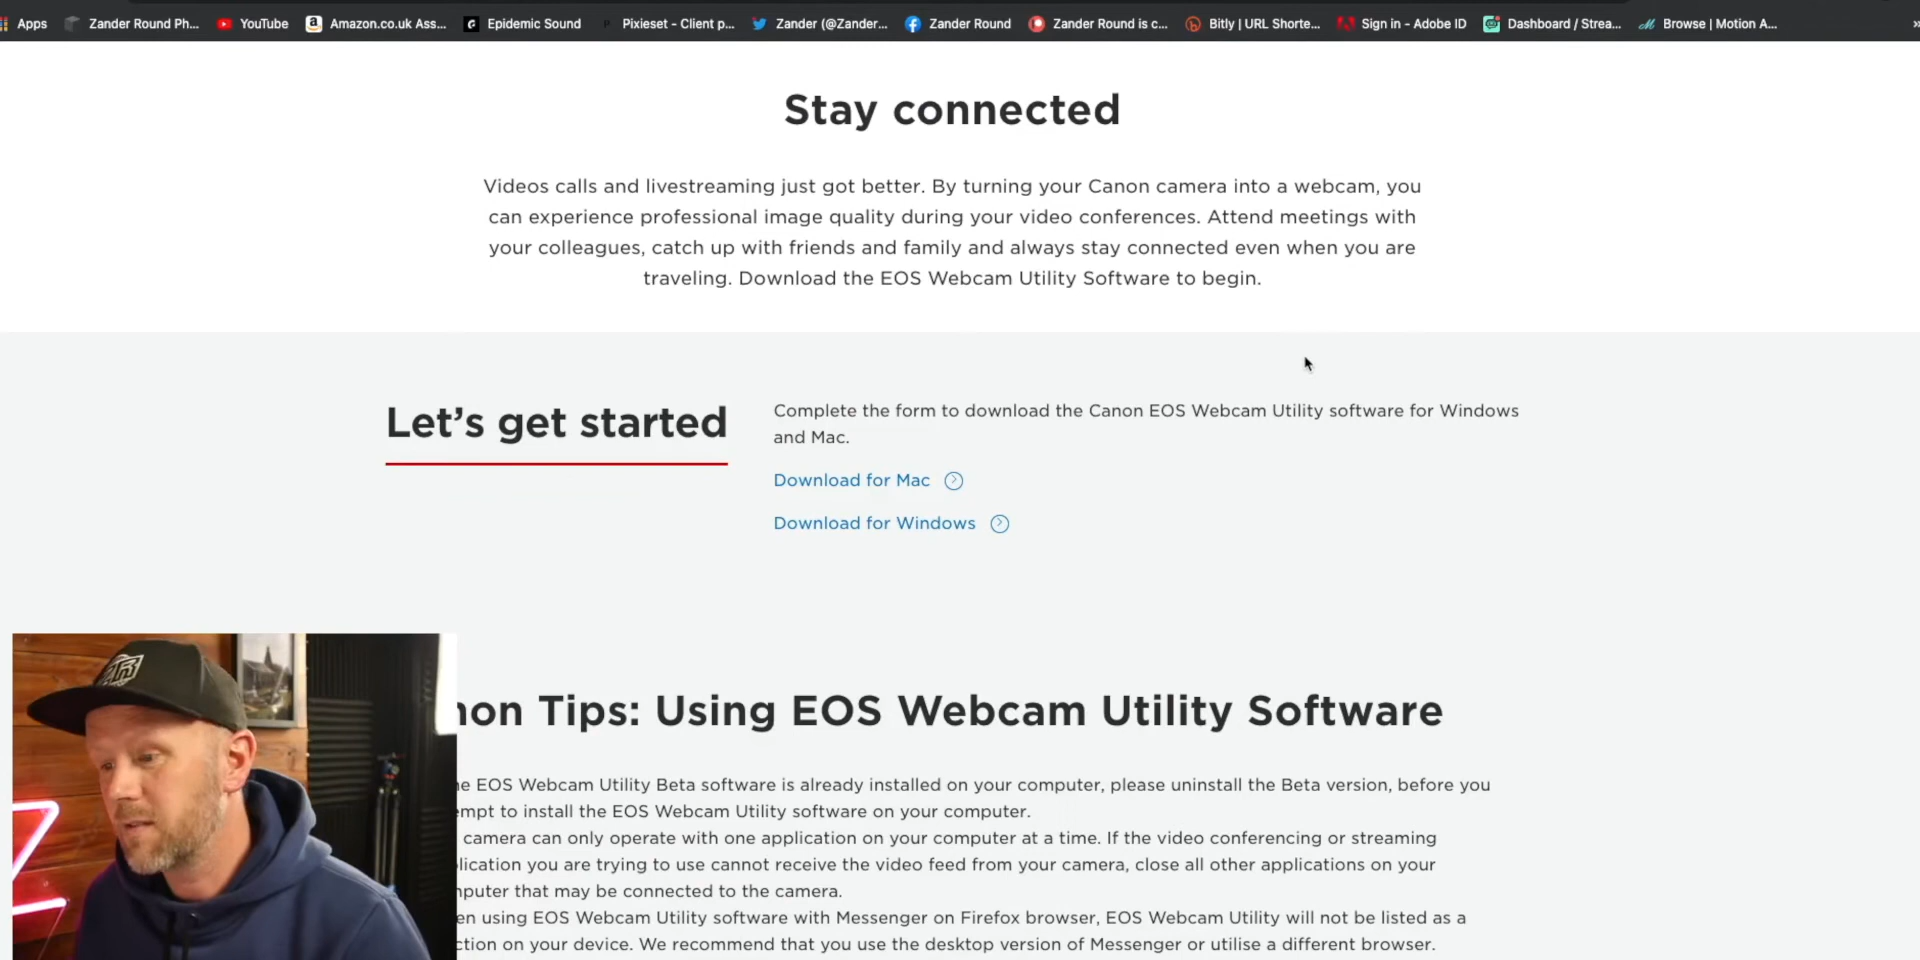 Apps Zander Round Ph... YouTube Amazon.co.uk Ass... Epidemic Sound Pixieset - Client p... Zander (@Zander... Zander Round Zander Round is c... Bitly | URL Shorte... Sign in - Adobe ID Dashboard / Strea... Browse | Motion A... »
Stay connected
Videos calls and livestreaming just got better. By turning your Canon camera into a webcam, you
can experience professional image quality during your video conferences. Attend meetings with
your colleagues, catch up with friends and family and always stay connected even when you are
traveling. Download the EOS Webcam Utility Software to begin.
Let's get started
Complete the form to download the Canon EOS Webcam Utility software for Windows
and Mac.
Download for Mac
Download for Windows
non Tips: Using EOS Webcam Utility Software
he EOS Webcam Utility Beta software is already installed on your computer, please uninstall the Beta version, before you
empt to install the EOS Webcam Utility software on your computer.
camera can only operate with one application on your computer at a time. If the video conferencing or streaming
lication you are trying to use cannot receive the video feed from your camera, close all other applications on your
puter that may be connected to the camera.
en using EOS Webcam Utility software with Messenger on Firefox browser, EOS Webcam Utility will not be listed as a
ction on your device. We recommend that you use the desktop version of Messenger or utilise a different browser.